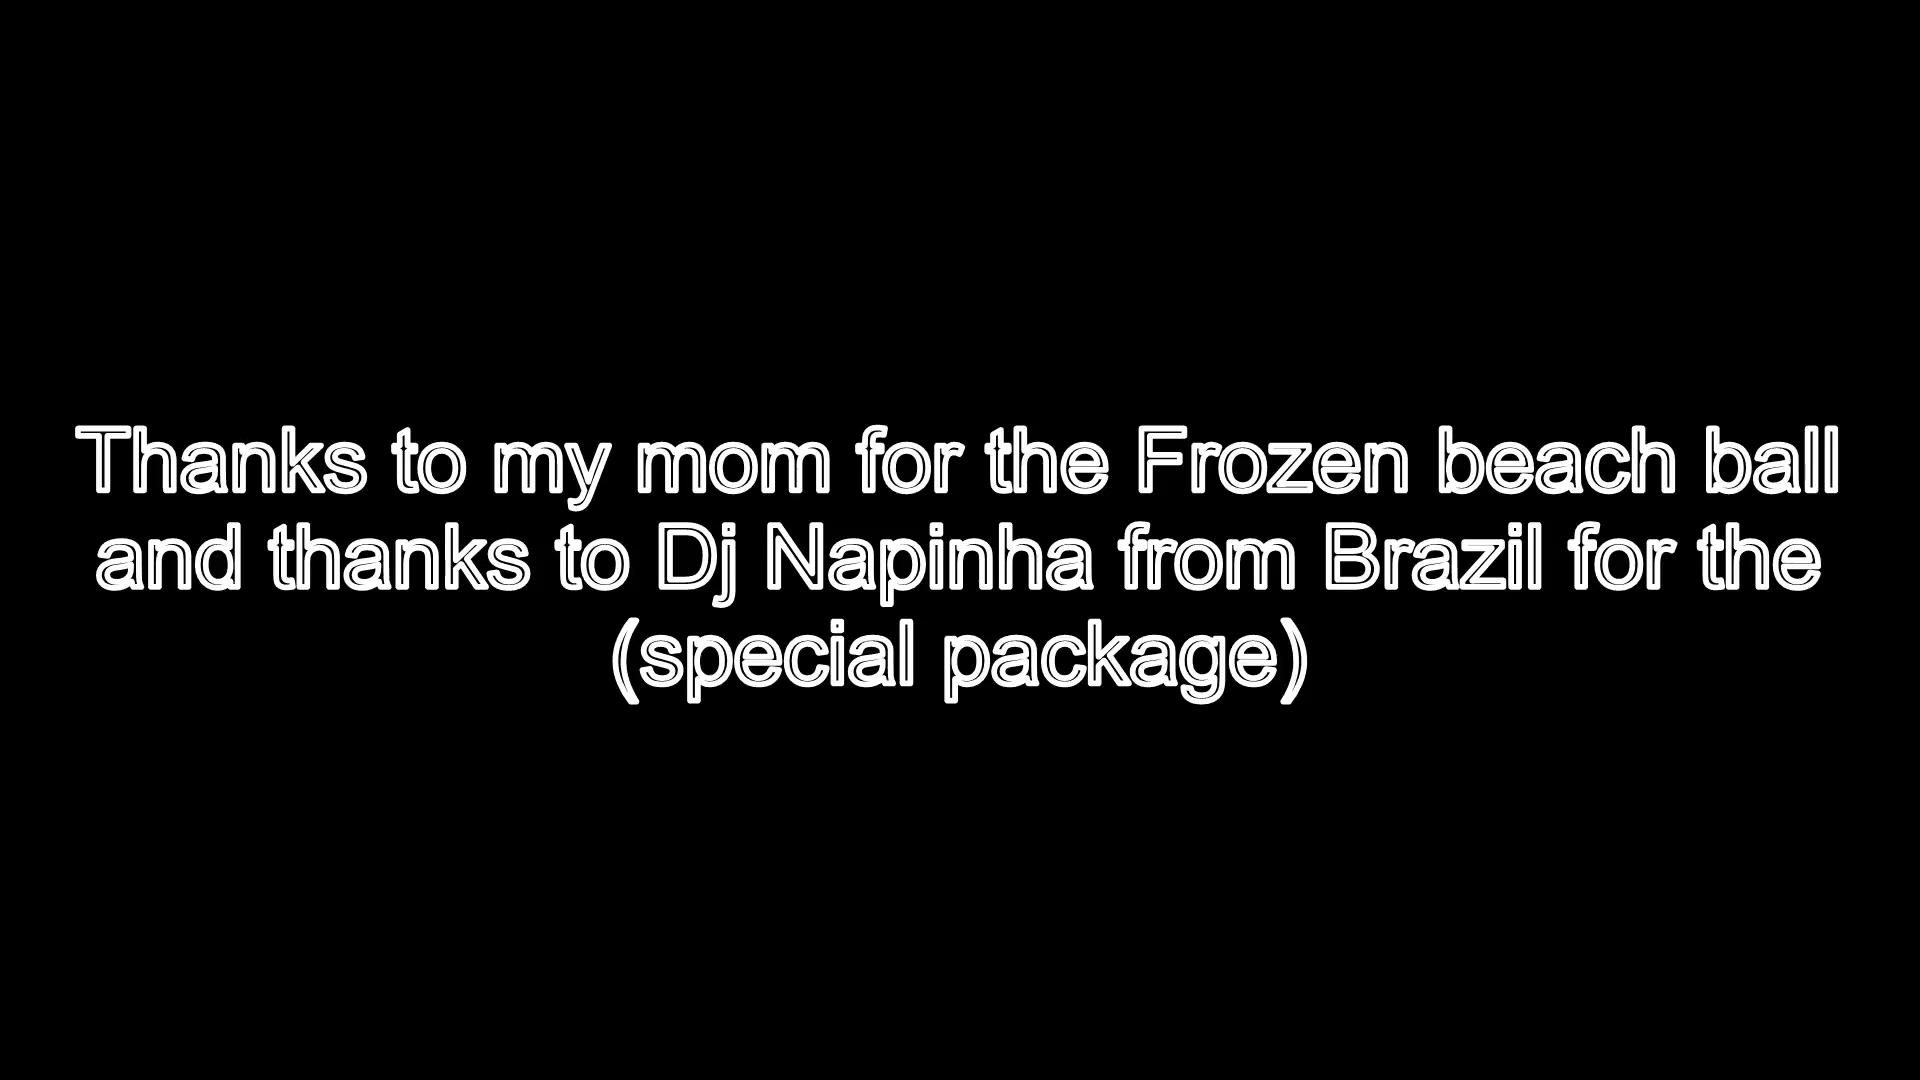 Thanks to my mom for the Frozen beach ball
and thanks to Dj Napinha from Brazil for the
(special package)